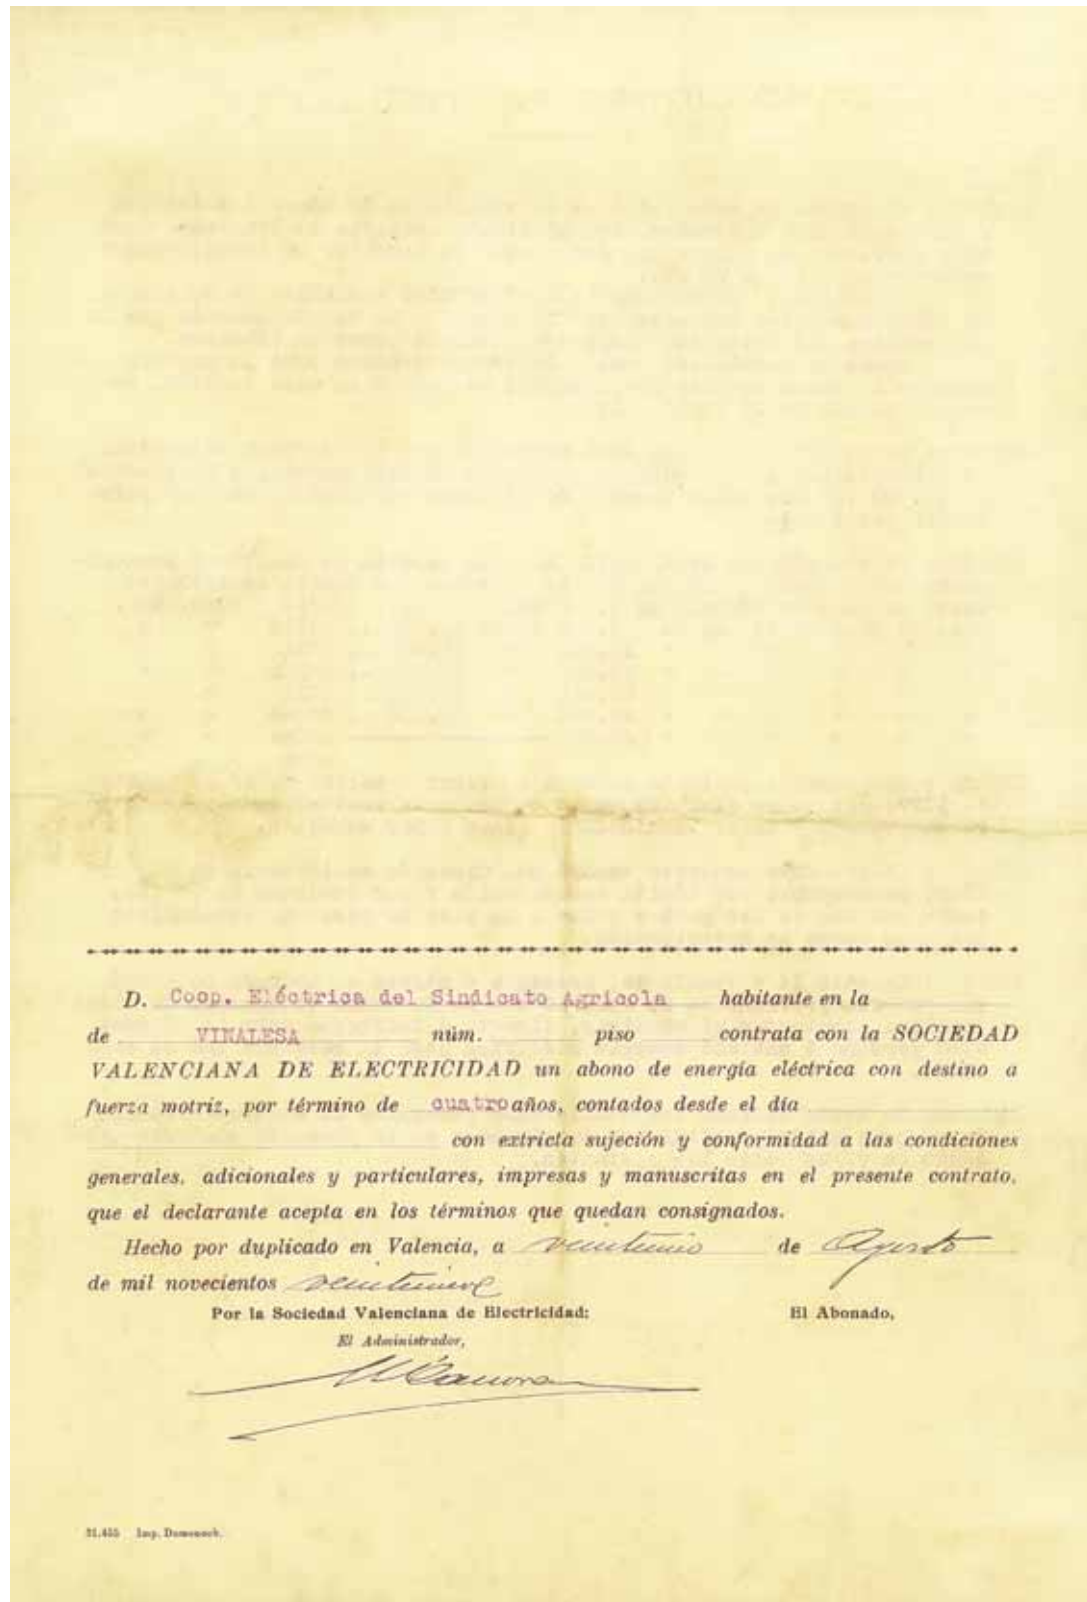 D. Coop. Eléctrica del Sindicato Agricola habitante en la
de VINALESA núm. piso contrata con la SOCIEDAD
VALENCIANA DE ELECTRICIDAD un abono de energía eléctrica con destino a
fuerza motriz, por término de cuatro años, contados desde el día
con extricta sujeción y conformidad a las condiciones
generales, adicionales y particulares, impresas y manuscritas en el presente contrato,
que el declarante acepta en los términos que quedan consignados.
Hecho por duplicado en Valencia, a veintiuno de Agosto
de mil novecientos veintinueve
Por la Sociedad Valenciana de Electricidad: El Abonado,
El Administrador,
21.455 Imp. Domenech.